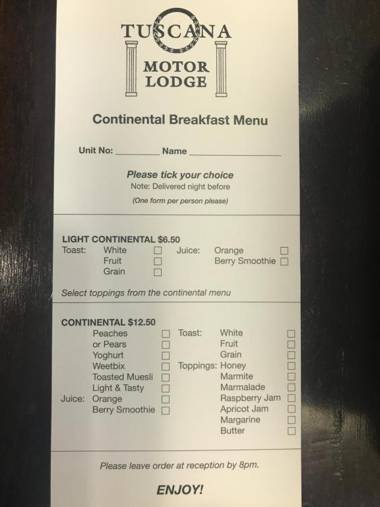 TUSCANA
MOTOR
LODGE
Continental Breakfast Menu
Unit No: ________ Name ________________
Please tick your choice
Note: Delivered night before
(One form per person please)
LIGHT CONTINENTAL $6.50
Toast: White ☐ Juice: Orange ☐
Fruit ☐ Berry Smoothie ☐
Grain ☐
Select toppings from the continental menu
CONTINENTAL $12.50
Peaches ☐ Toast: White ☐
or Pears ☐ Fruit ☐
Yoghurt ☐ Grain ☐
Weetbix ☐ Toppings: Honey ☐
Toasted Muesli ☐ Marmite ☐
Light & Tasty ☐ Marmalade ☐
Juice: Orange ☐ Raspberry Jam ☐
Berry Smoothie ☐ Apricot Jam ☐
Margarine ☐
Butter ☐
Please leave order at reception by 8pm.
ENJOY!